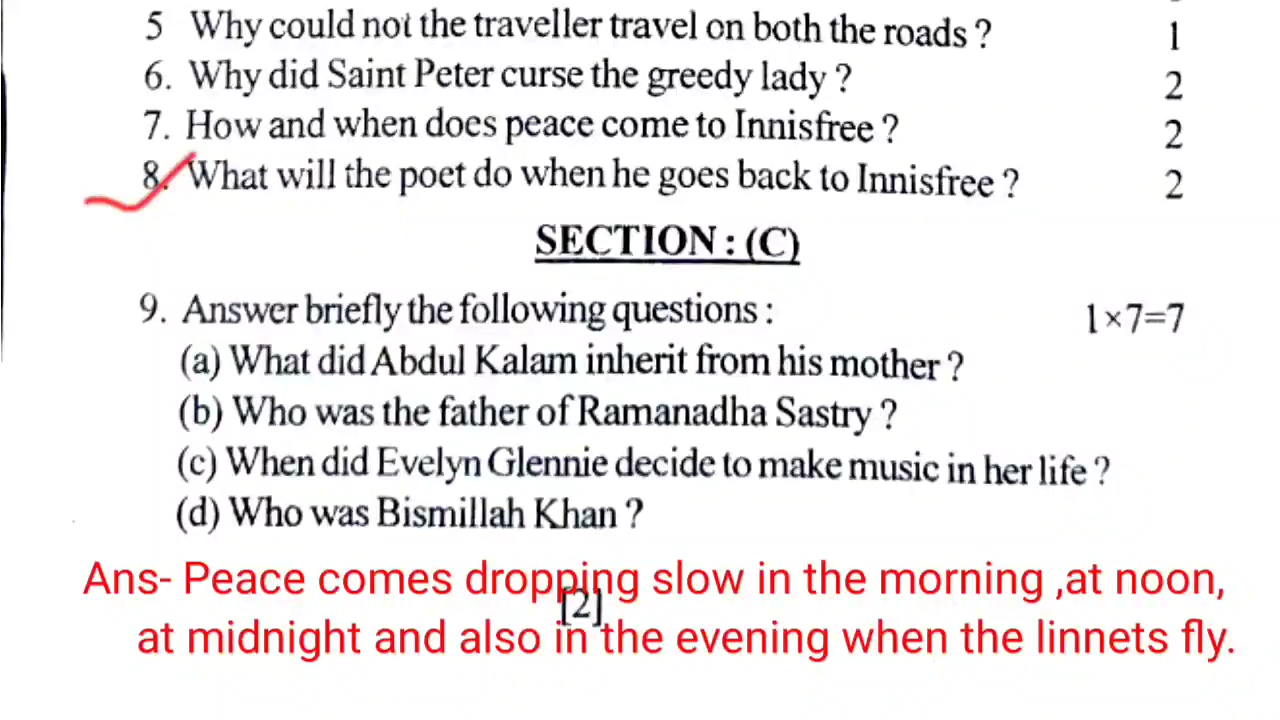 5 Why could not the traveller travel on both the roads ? 1
6. Why did Saint Peter curse the greedy lady ? 2
7. How and when does peace come to Innisfree ? 2
8. What will the poet do when he goes back to Innisfree ? 2
SECTION : (C)
9. Answer briefly the following questions : 1×7=7
(a) What did Abdul Kalam inherit from his mother ?
(b) Who was the father of Ramanadha Sastry ?
(c) When did Evelyn Glennie decide to make music in her life ?
(d) Who was Bismillah Khan ?
Ans- Peace comes dropping slow in the morning ,at noon,
[2]
at midnight and also in the evening when the linnets fly.